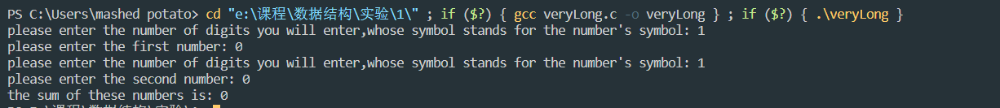 PS C:\Users\mashed potato> cd "e:\课程\数据结构\实验\1\" ; if ($?) { gcc veryLong.c -o veryLong } ; if ($?) { .\veryLong }
please enter the number of digits you will enter,whose symbol stands for the number's symbol: 1
please enter the first number: 0
please enter the number of digits you will enter,whose symbol stands for the number's symbol: 1
please enter the second number: 0
the sum of these numbers is: 0